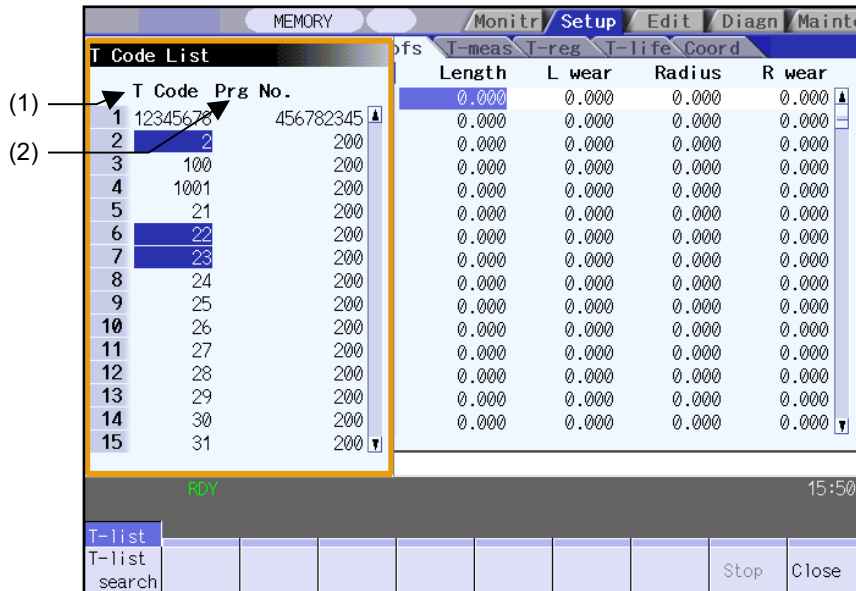 MEMORY Monitr Setup Edit Diagn Mainte
T Code List ofs T-meas T-reg T-life Coord
Length L wear Radius R wear
(1) T Code Prg No.
0.000 0.000 0.000 0.000
1 12345678 456782345 0.000 0.000 0.000 0.000
(2) 2 2 200 0.000 0.000 0.000 0.000
3 100 200 0.000 0.000 0.000 0.000
4 1001 200 0.000 0.000 0.000 0.000
5 21 200 0.000 0.000 0.000 0.000
6 22 200 0.000 0.000 0.000 0.000
7 23 200 0.000 0.000 0.000 0.000
8 24 200 0.000 0.000 0.000 0.000
9 25 200 0.000 0.000 0.000 0.000
10 26 200 0.000 0.000 0.000 0.000
11 27 200 0.000 0.000 0.000 0.000
12 28 200 0.000 0.000 0.000 0.000
13 29 200 0.000 0.000 0.000 0.000
14 30 200 0.000 0.000 0.000 0.000
15 31 200
RDY 15:50
T-list
T-list
search Stop Close